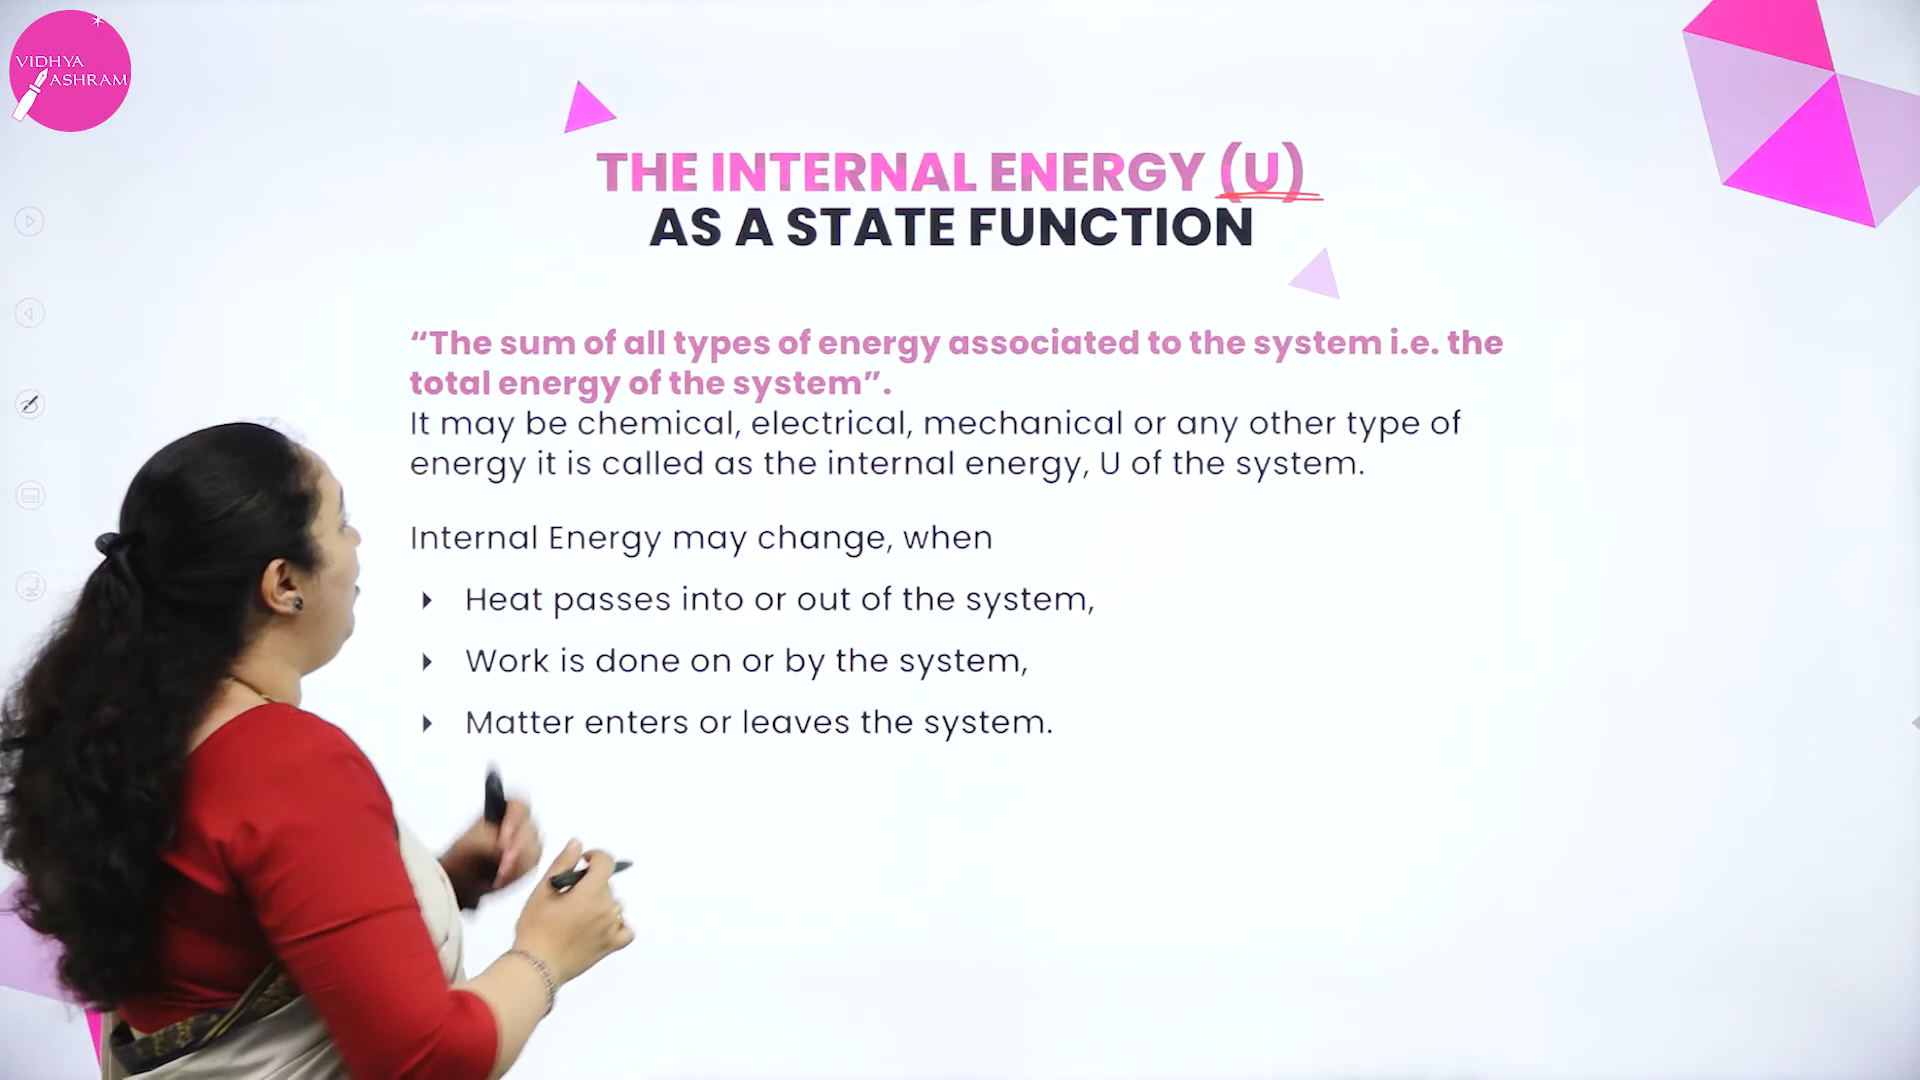 VIDHYA
ASHRAM
THE INTERNAL ENERGY (U)
AS A STATE FUNCTION
“The sum of all types of energy associated to the system i.e. the
total energy of the system”.
It may be chemical, electrical, mechanical or any other type of
energy it is called as the internal energy, U of the system.
Internal Energy may change, when
Heat passes into or out of the system,
Work is done on or by the system,
Matter enters or leaves the system.